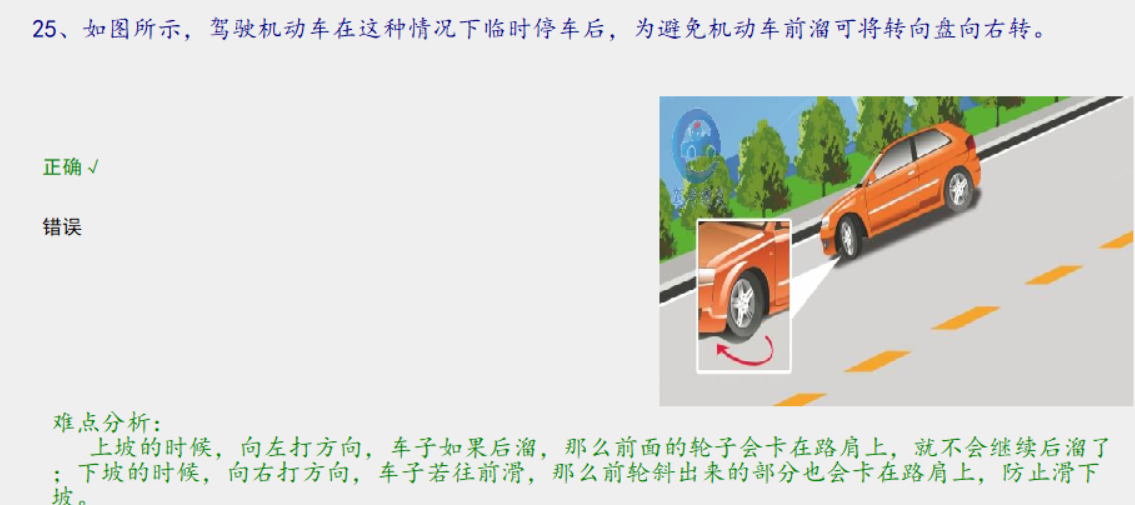 25、如图所示，驾驶机动车在这种情况下临时停车后，为避免机动车前溜可将转向盘向右转。
正确√
错误
难点分析：
上坡的时候，向左打方向，车子如果后溜，那么前面的轮子会卡在路肩上，就不会继续后溜了
；下坡的时候，向右打方向，车子若往前滑，那么前轮斜出来的部分也会卡在路肩上，防止滑下
坡。